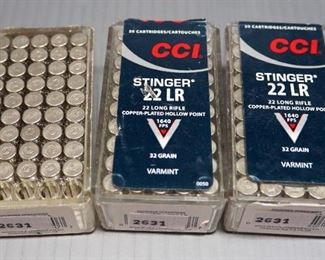 50 CARTRIDGES/CARTOUCHES
CCI
STINGER
22 LR
22 LONG RIFLE
COPPER-PLATED HOLLOW POINT
1640
FPS
32 GRAIN
VARMINT
0050
50 CARTRIDGES/CARTOUCHES
CCI
STINGER
22 LR
22 LONG RIFLE
COPPER-PLATED HOLLOW POINT
1640
FPS
32 GRAIN
VARMINT
2631
2631
2631